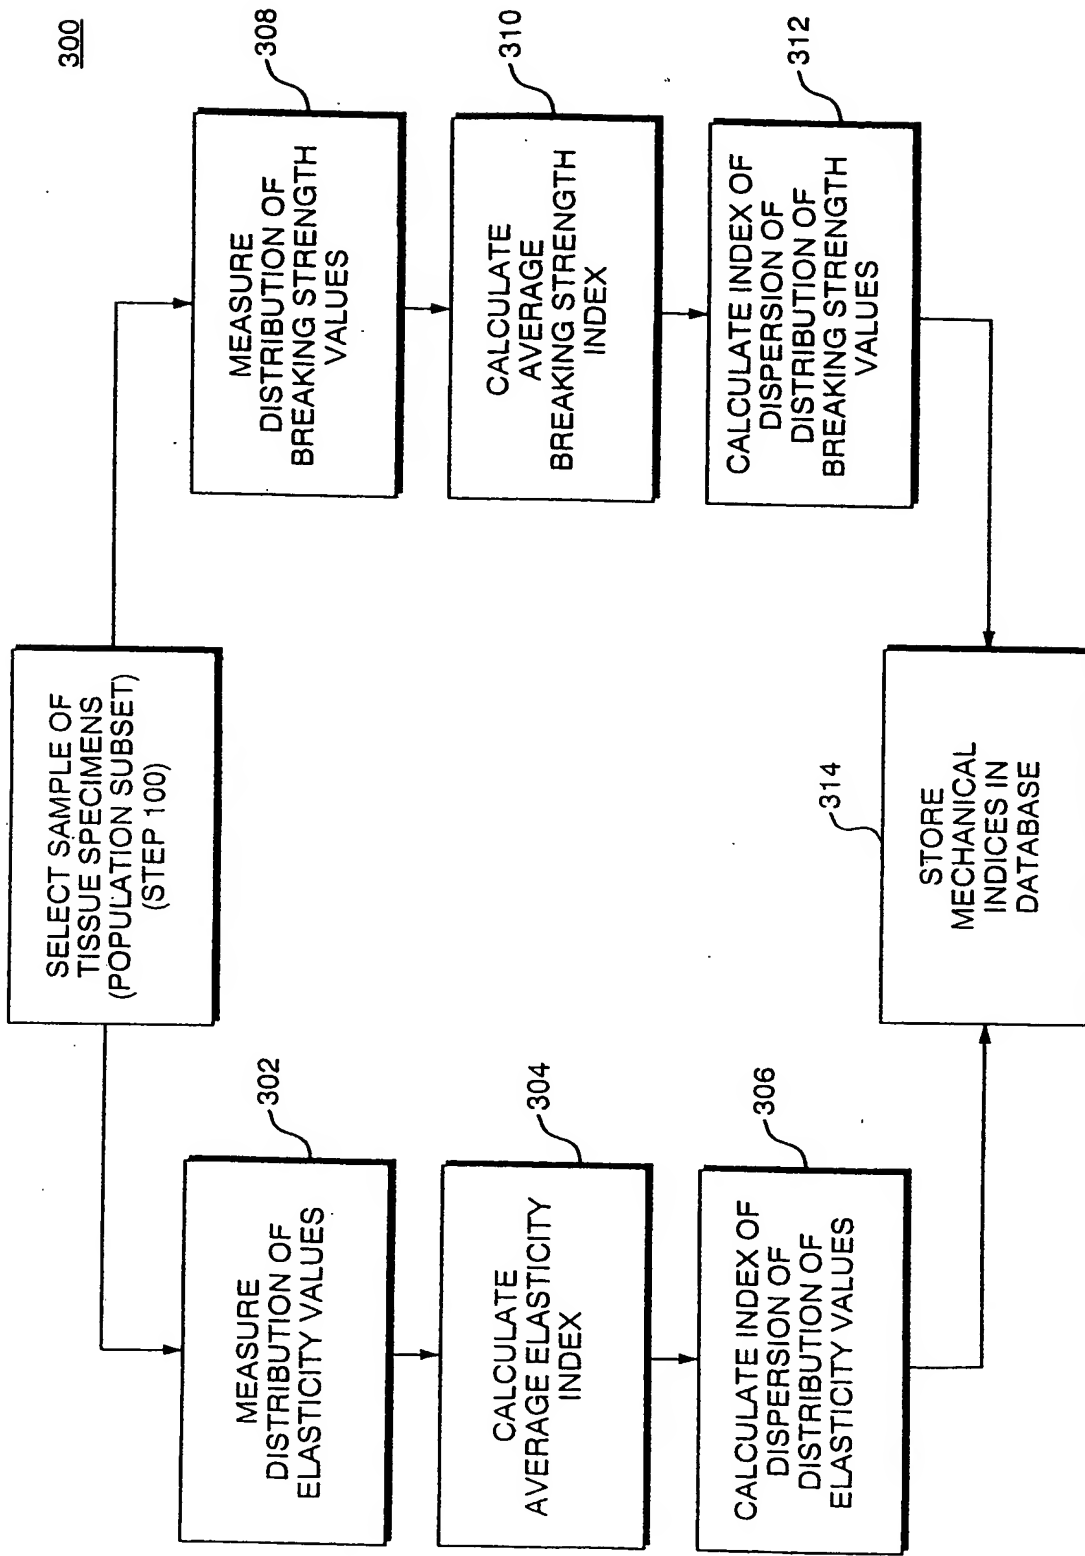 300
SELECT SAMPLE OF
TISSUE SPECIMENS
(POPULATION SUBSET)
(STEP 100)
302
MEASURE
DISTRIBUTION OF
ELASTICITY VALUES
304
CALCULATE
AVERAGE ELASTICITY
INDEX
306
CALCULATE INDEX OF
DISPERSION OF
DISTRIBUTION OF
ELASTICITY VALUES
308
MEASURE
DISTRIBUTION OF
BREAKING STRENGTH
VALUES
310
CALCULATE
AVERAGE
BREAKING STRENGTH
INDEX
312
CALCULATE INDEX OF
DISPERSION OF
DISTRIBUTION OF
BREAKING STRENGTH
VALUES
314
STORE
MECHANICAL
INDICES IN
DATABASE